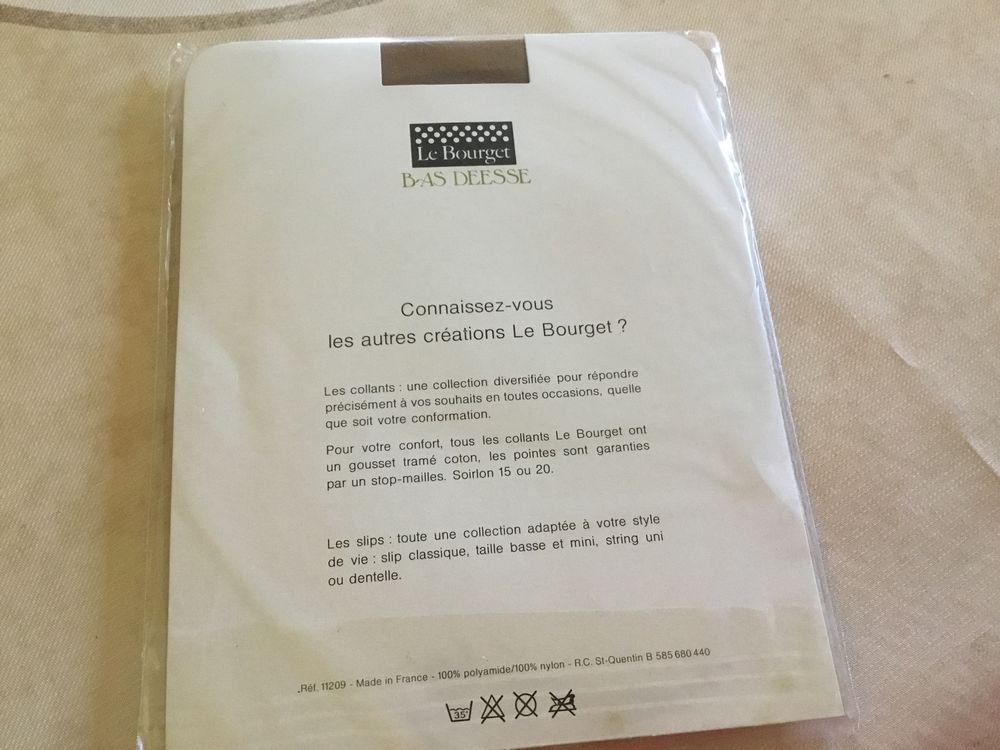 Le Bourget
BAS DEESSE
Connaissez-vous
les autres créations Le Bourget ?
Les collants : une collection diversifiée pour répondre
précisément à vos souhaits en toutes occasions, quelle
que soit votre conformation.
Pour votre confort, tous les collants Le Bourget ont
un gousset tramé coton, les pointes sont garanties
par un stop-mailles. Soirlon 15 ou 20.
Les slips : toute une collection adaptée à votre style
de vie : slip classique, taille basse et mini, string uni
ou dentelle.
Réf. 11209 - Made in France - 100% polyamide/100% nylon - R.C. St-Quentin B 585 680 440
35°